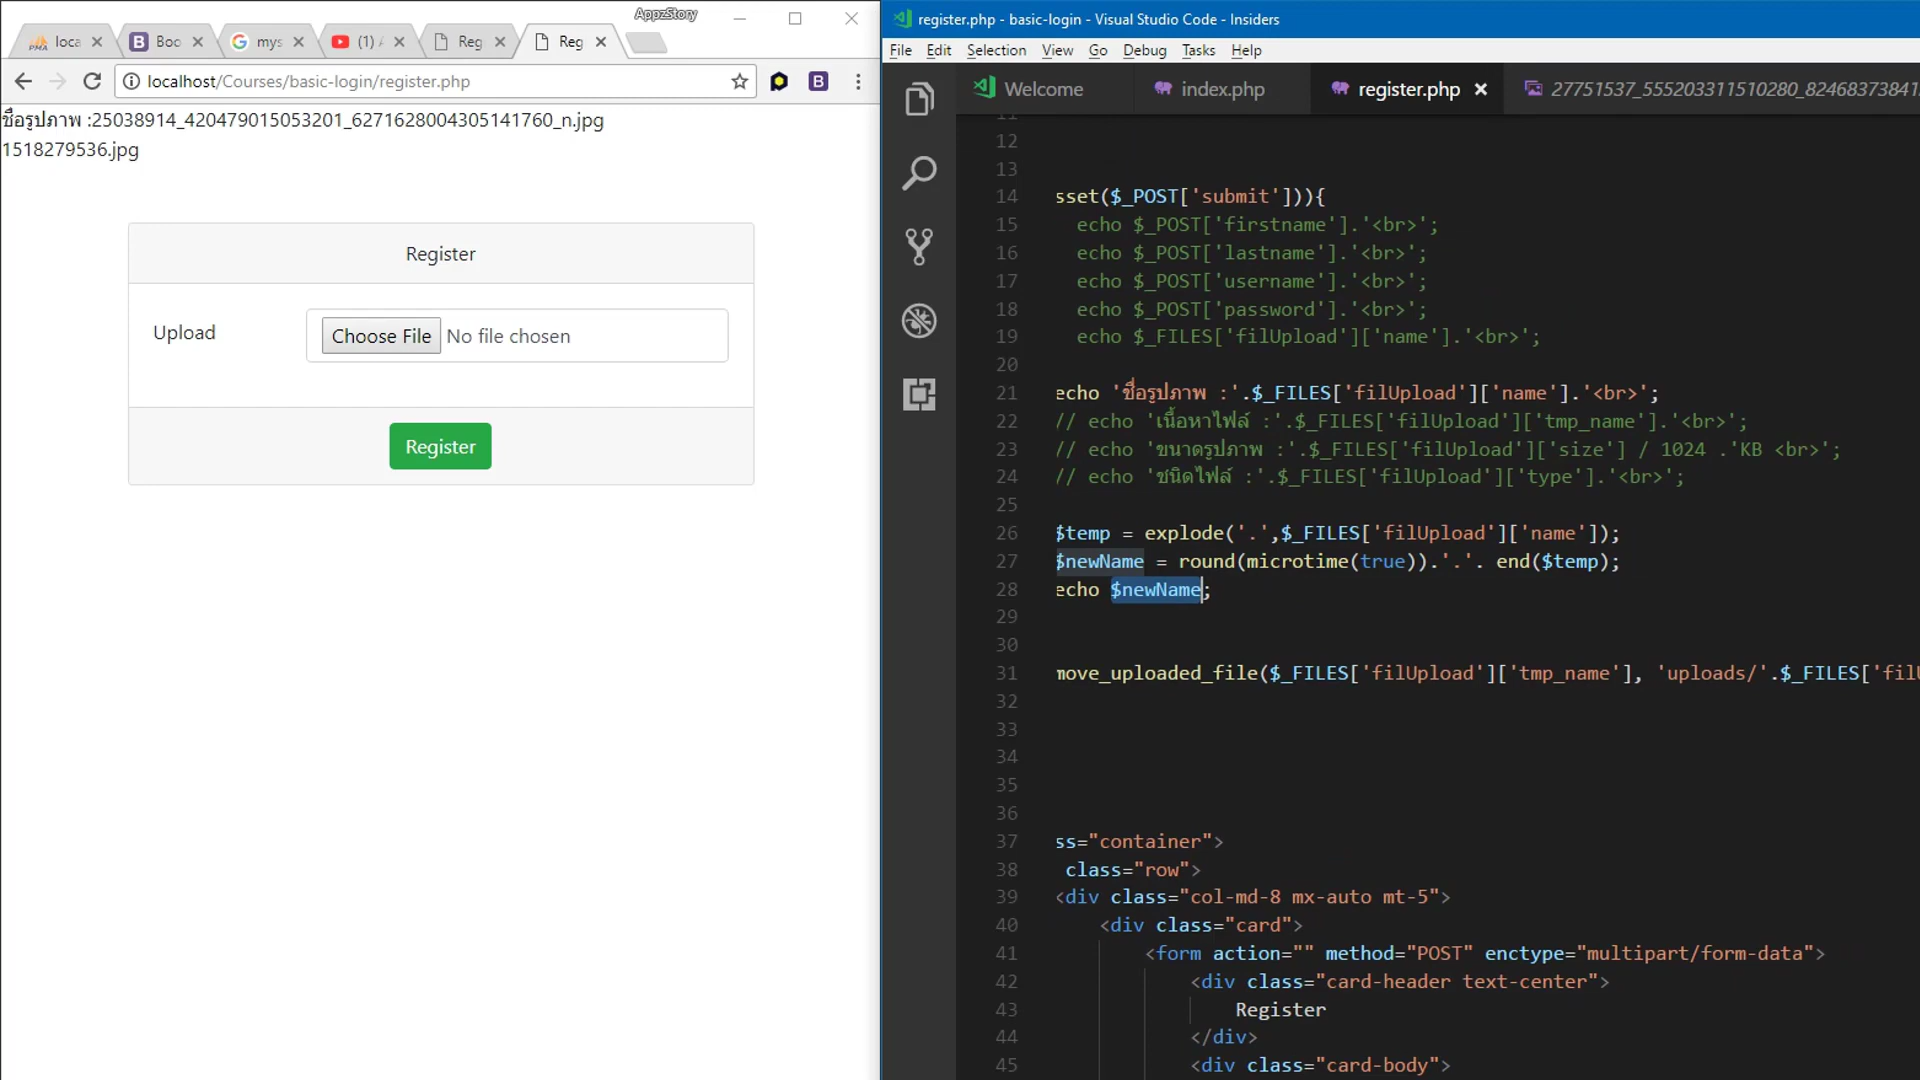 AppzStory
loca
Boo
mys
(1) /
Reg
Reg
localhost/Courses/basic-login/register.php
ชื่อรูปภาพ :25038914_420479015053201_6271628004305141760_n.jpg
1518279536.jpg
Register
Upload
Choose File No file chosen
Register
register.php - basic-login - Visual Studio Code - Insiders
File Edit Selection View Go Debug Tasks Help
Welcome
index.php
register.php
27751537_555203311510280_82468373841
11
12
13
14 sset($_POST['submit'])){
15 echo $_POST['firstname'].'<br>';
16 echo $_POST['lastname'].'<br>';
17 echo $_POST['username'].'<br>';
18 echo $_POST['password'].'<br>';
19 echo $_FILES['filUpload']['name'].'<br>';
20
21 echo 'ชื่อรูปภาพ :'.$_FILES['filUpload']['name'].'<br>';
22 // echo 'เนื้อหาไฟล์ :'.$_FILES['filUpload']['tmp_name'].'<br>';
23 // echo 'ขนาดรูปภาพ :'.$_FILES['filUpload']['size'] / 1024 .'KB <br>';
24 // echo 'ชนิดไฟล์ :'.$_FILES['filUpload']['type'].'<br>';
25
26 $temp = explode('.',$_FILES['filUpload']['name']);
27 $newName = round(microtime(true)).'.'. end($temp);
28 echo $newName;
29
30
31 move_uploaded_file($_FILES['filUpload']['tmp_name'], 'uploads/'.$_FILES['filU
32
33
34
35
36
37 ss="container">
38 class="row">
39 <div class="col-md-8 mx-auto mt-5">
40 <div class="card">
41 <form action="" method="POST" enctype="multipart/form-data">
42 <div class="card-header text-center">
43 Register
44 </div>
45 <div class="card-body">